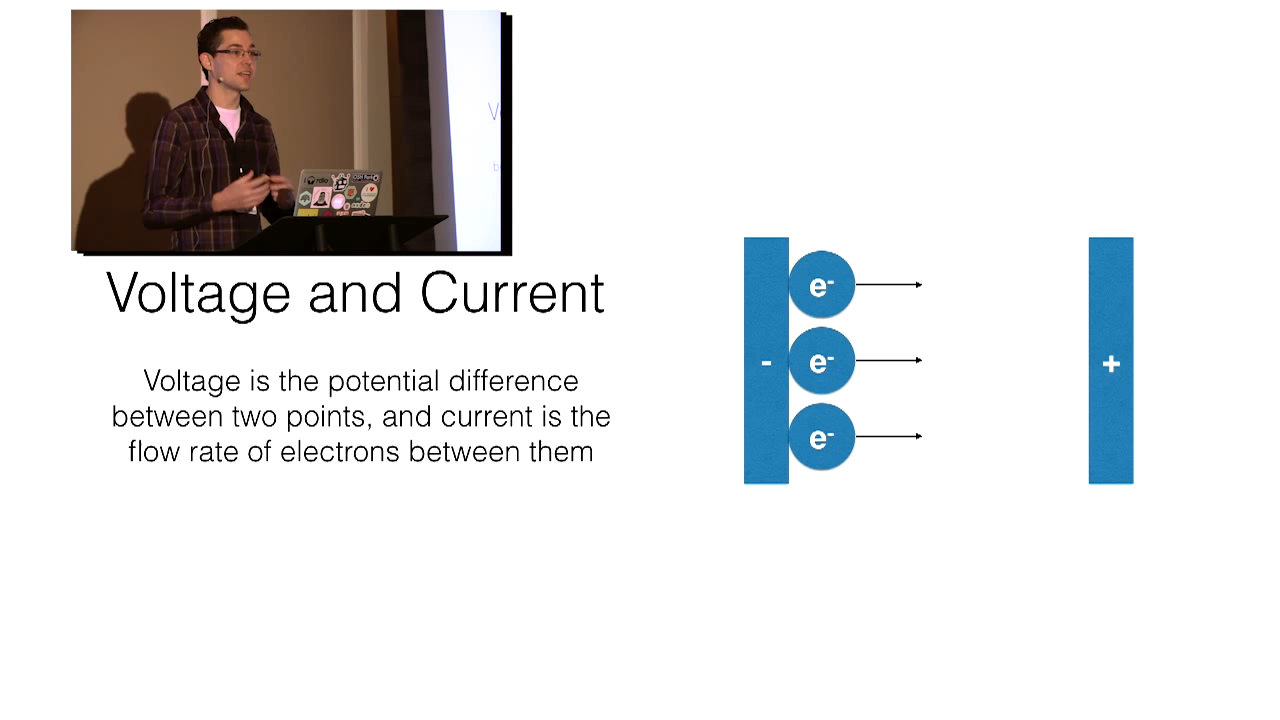 rdio
Voltage and Current
Voltage is the potential difference
between two points, and current is the
flow rate of electrons between them
- e- +
e-
e-